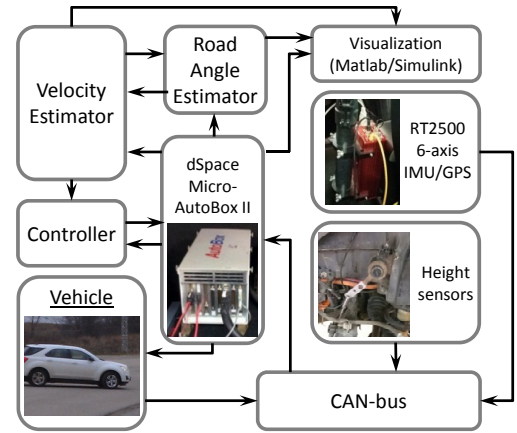 Velocity
Estimator
Road
Angle
Estimator
Visualization
(Matlab/Simulink)
RT2500
6-axis
IMU/GPS
dSpace
Micro-
AutoBox II
AutoBox
Controller
Height
sensors
Vehicle
CAN-bus